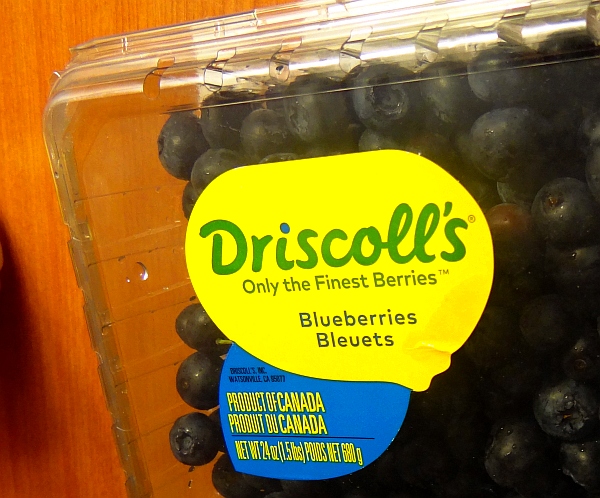 Driscoll's®
Only the Finest Berries™
Blueberries
Bleuets
DRISCOLL'S, INC.
WATSONVILLE, CA 95077
PRODUCT OF CANADA
PRODUIT DU CANADA
NET WT 24 oz (1.5 lbs) POIDS NET 680 g